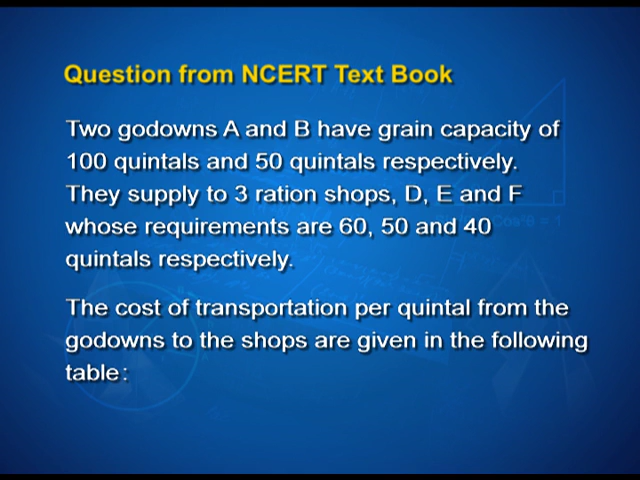 Question from NCERT Text Book
Two godowns A and B have grain capacity of
100 quintals and 50 quintals respectively.
They supply to 3 ration shops, D, E and F
whose requirements are 60, 50 and 40
quintals respectively.
The cost of transportation per quintal from the
godowns to the shops are given in the following
table: